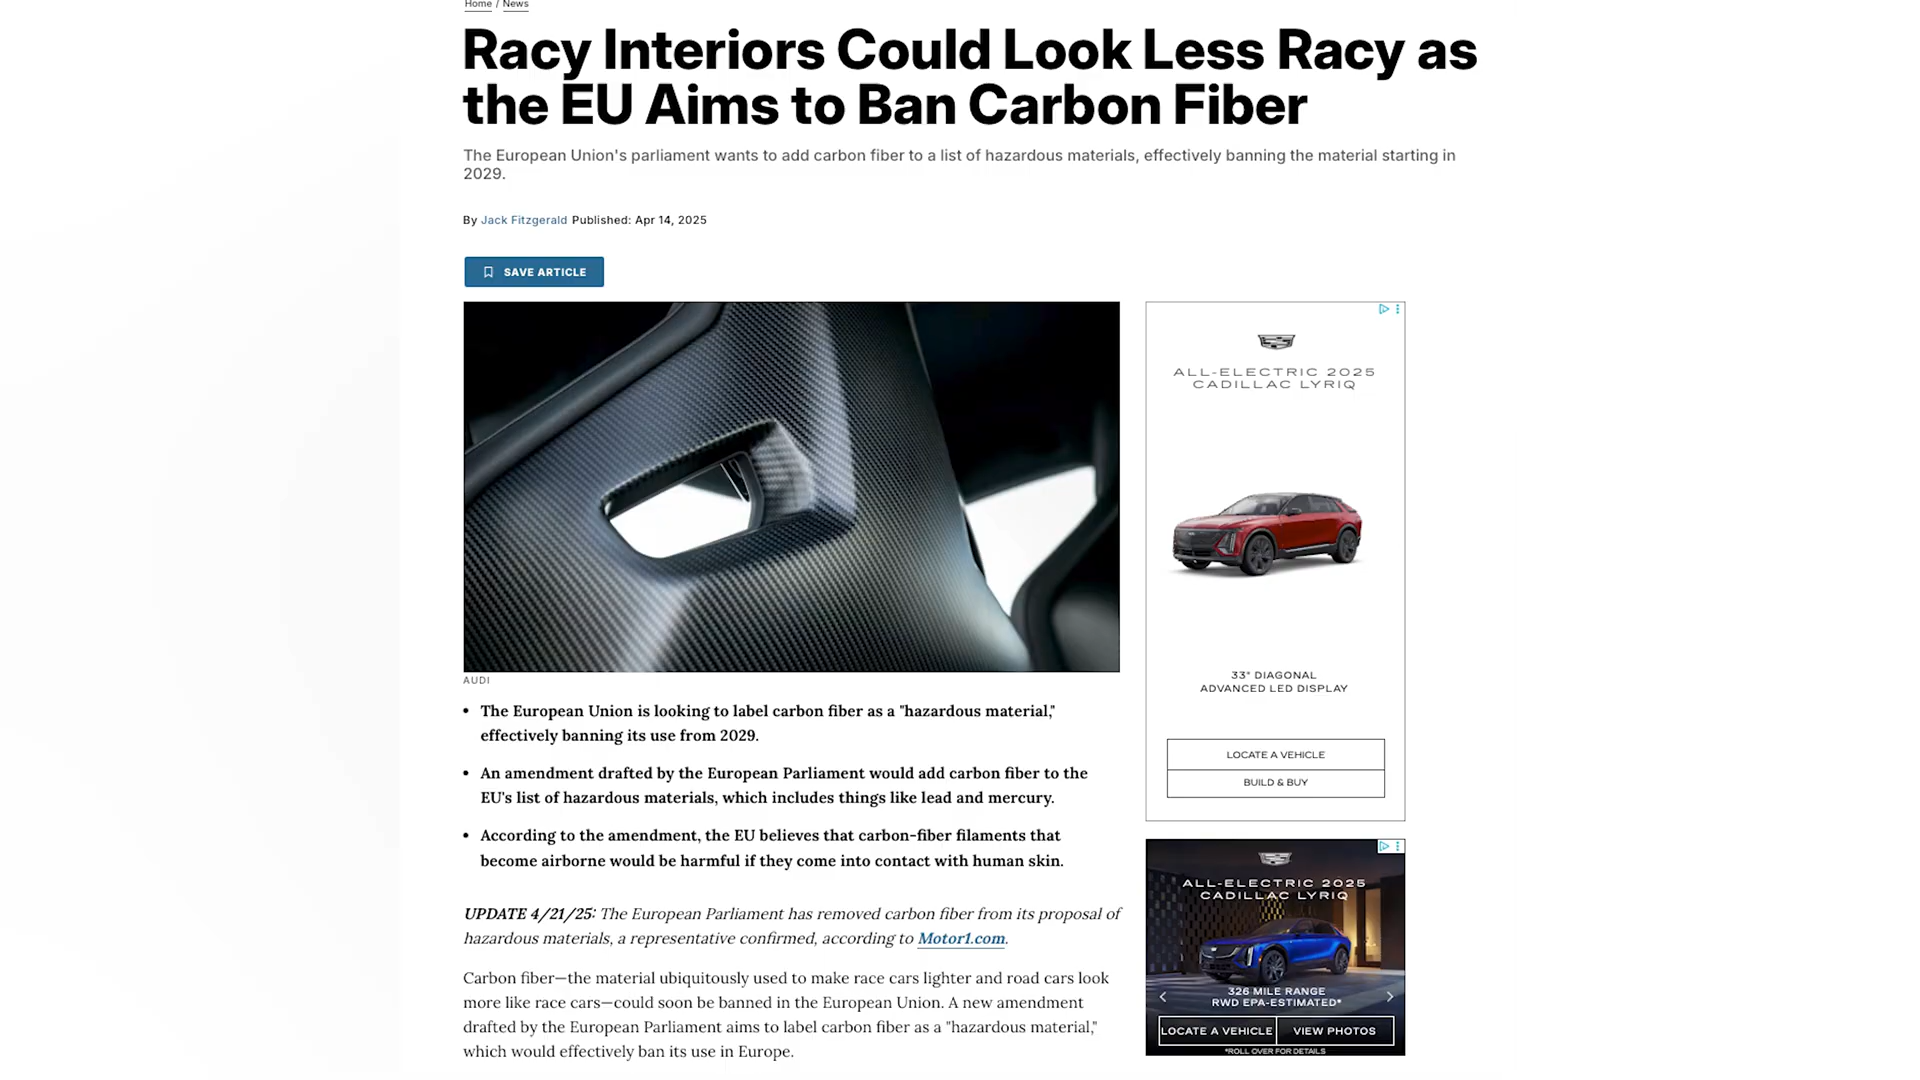 Home / News
Racy Interiors Could Look Less Racy as
the EU Aims to Ban Carbon Fiber
The European Union's parliament wants to add carbon fiber to a list of hazardous materials, effectively banning the material starting in
2029.
By Jack Fitzgerald Published: Apr 14, 2025
SAVE ARTICLE
AUDI
• The European Union is looking to label carbon fiber as a "hazardous material,"
effectively banning its use from 2029.
• An amendment drafted by the European Parliament would add carbon fiber to the
EU's list of hazardous materials, which includes things like lead and mercury.
• According to the amendment, the EU believes that carbon-fiber filaments that
become airborne would be harmful if they come into contact with human skin.
UPDATE 4/21/25: The European Parliament has removed carbon fiber from its proposal of
hazardous materials, a representative confirmed, according to Motor1.com.
Carbon fiber—the material ubiquitously used to make race cars lighter and road cars look
more like race cars—could soon be banned in the European Union. A new amendment
drafted by the European Parliament aims to label carbon fiber as a "hazardous material,"
which would effectively ban its use in Europe.
ALL-ELECTRIC 2025
CADILLAC LYRIQ
33" DIAGONAL
ADVANCED LED DISPLAY
LOCATE A VEHICLE
BUILD & BUY
ALL-ELECTRIC 2025
CADILLAC LYRIQ
326 MILE RANGE
RWD EPA-ESTIMATED*
LOCATE A VEHICLE
VIEW PHOTOS
*ROLL OVER FOR DETAILS